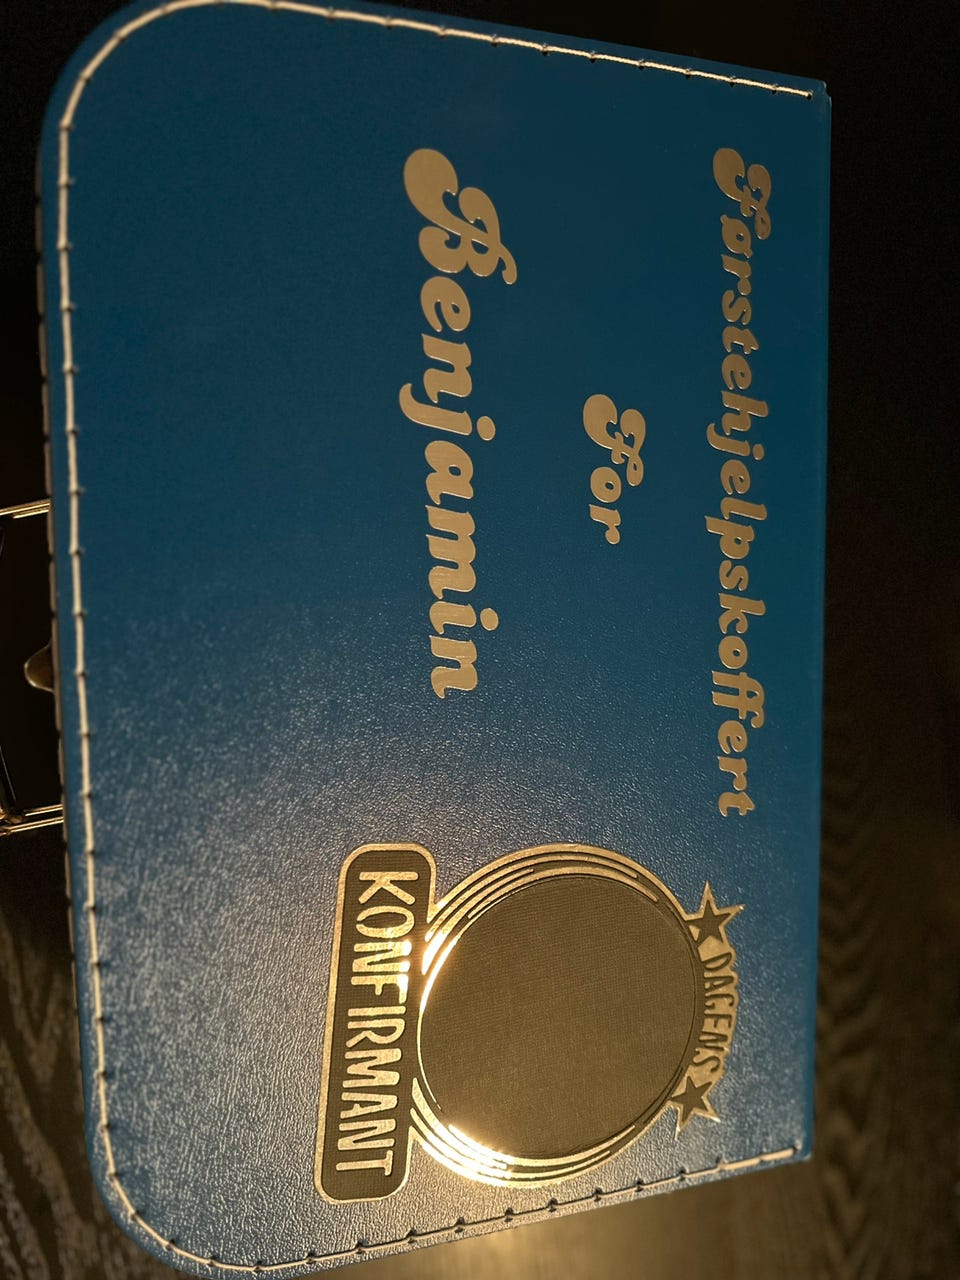 Førstehjelpskoffert
For
Benjamin
DAGENS
KONFIRMANT